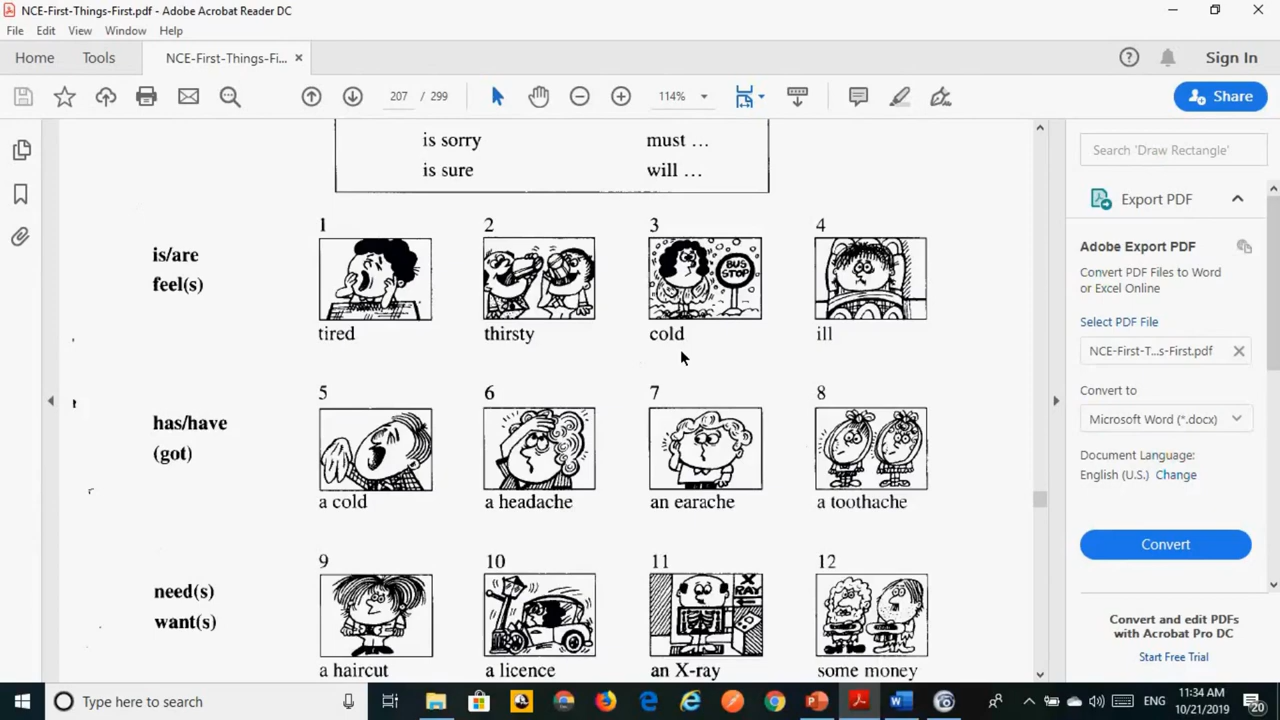 NCE-First-Things-First.pdf - Adobe Acrobat Reader DC
File Edit View Window Help
Home Tools NCE-First-Things-Fi... × Sign In
207 / 299 114% Share
is sorry must ...
is sure will ...
1 2 3 4
is/are
feel(s)
BUS STOP
tired thirsty cold ill
5 6 7 8
has/have
(got)
a cold a headache an earache a toothache
9 10 11 12
need(s)
want(s)
X RAY
a haircut a licence an X-ray some money
Search 'Draw Rectangle'
Export PDF
Adobe Export PDF
Convert PDF Files to Word
or Excel Online
Select PDF File
NCE-First-T...s-First.pdf
Convert to
Microsoft Word (*.docx)
Document Language:
English (U.S.) Change
Convert
Convert and edit PDFs
with Acrobat Pro DC
Start Free Trial
Type here to search
ENG
11:34 AM
10/21/2019
20